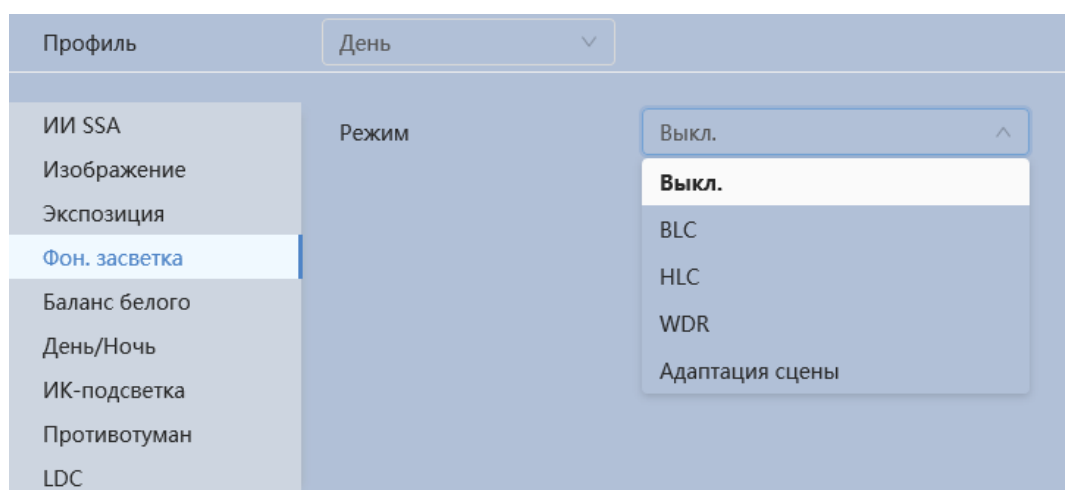 Профиль День
ИИ SSA Режим Выкл.
Изображение Выкл.
Экспозиция BLC
Фон. засветка HLC
Баланс белого WDR
День/Ночь Адаптация сцены
ИК-подсветка
Противотуман
LDC